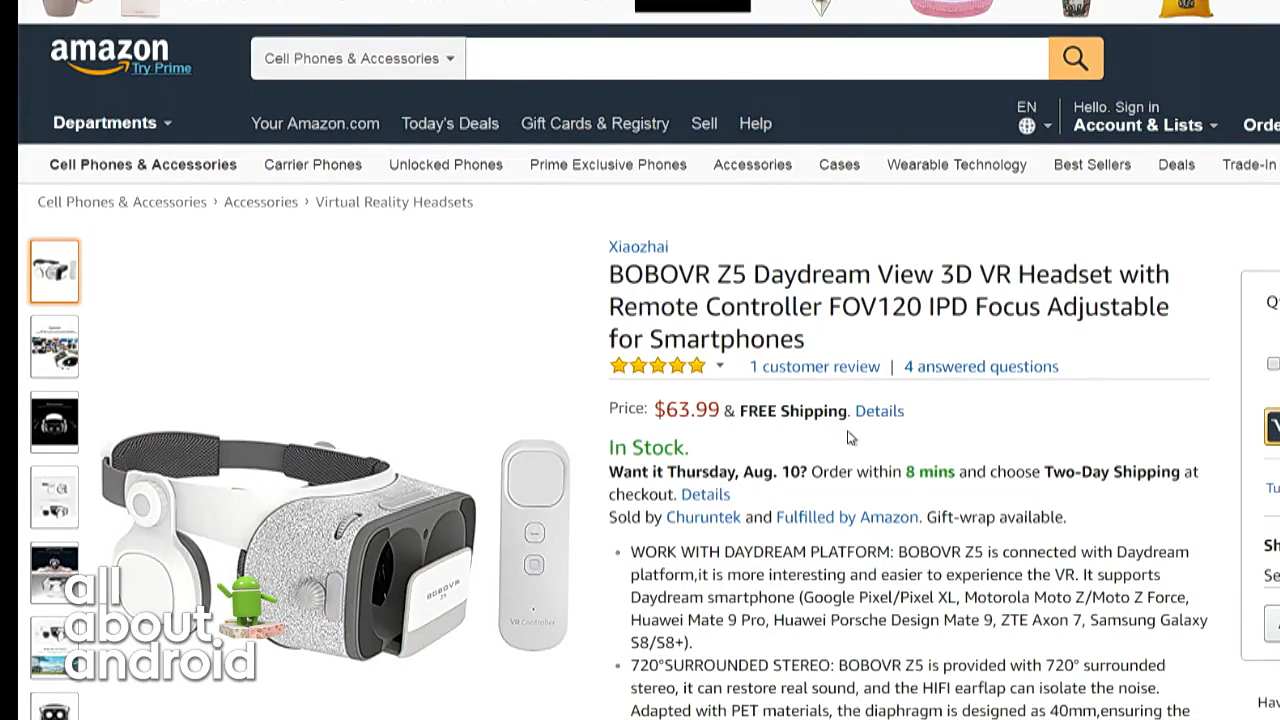 amazon
Try Prime
Cell Phones & Accessories
EN
Hello. Sign in
Departments
Your Amazon.com
Today's Deals
Gift Cards & Registry
Sell
Help
Account & Lists
Orde
Cell Phones & Accessories
Carrier Phones
Unlocked Phones
Prime Exclusive Phones
Accessories
Cases
Wearable Technology
Best Sellers
Deals
Trade-In
Cell Phones & Accessories › Accessories › Virtual Reality Headsets
Xiaozhai
BOBOVR Z5 Daydream View 3D VR Headset with
Remote Controller FOV120 IPD Focus Adjustable
for Smartphones
1 customer review | 4 answered questions
Price: $63.99 & FREE Shipping. Details
In Stock.
Want it Thursday, Aug. 10? Order within 8 mins and choose Two-Day Shipping at
checkout. Details
Sold by Churuntek and Fulfilled by Amazon. Gift-wrap available.
• WORK WITH DAYDREAM PLATFORM: BOBOVR Z5 is connected with Daydream
platform,it is more interesting and easier to experience the VR. It supports
Daydream smartphone (Google Pixel/Pixel XL, Motorola Moto Z/Moto Z Force,
Huawei Mate 9 Pro, Huawei Porsche Design Mate 9, ZTE Axon 7, Samsung Galaxy
S8/S8+).
• 720°SURROUNDED STEREO: BOBOVR Z5 is provided with 720° surrounded
stereo, it can restore real sound, and the HIFI earflap can isolate the noise.
Adapted with PET materials, the diaphragm is designed as 40mm,ensuring the
BOBOVR
Z5
VR Controller
all
about
android
Q
Tu
Sh
Se
Hav